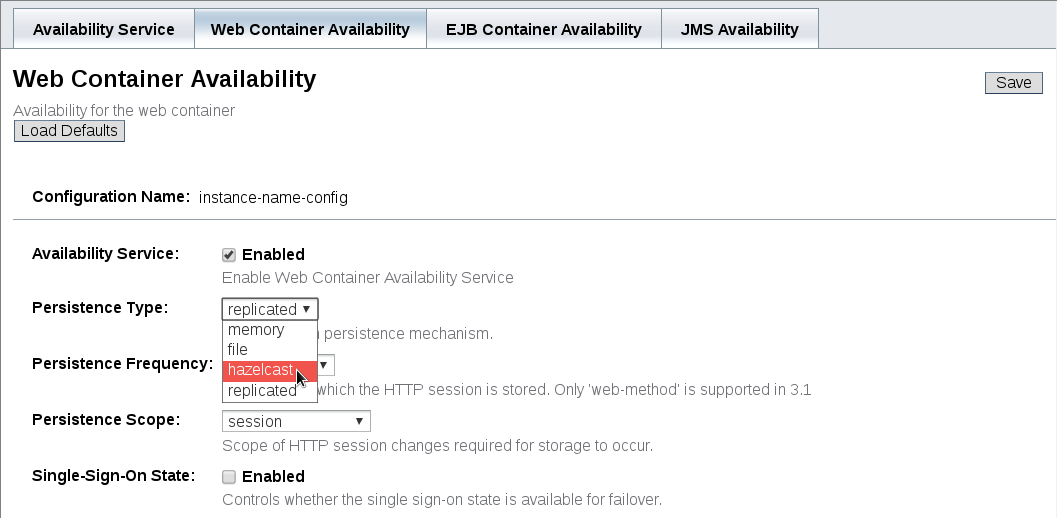 Availability Service Web Container Availability EJB Container Availability JMS Availability
Web Container Availability
Save
Availability for the web container
Load Defaults
Configuration Name: instance-name-config
Availability Service: Enabled
Enable Web Container Availability Service
Persistence Type: replicated
memory
persistence mechanism.
file
Persistence Frequency:
hazelcast
replicated which the HTTP session is stored. Only 'web-method' is supported in 3.1
Persistence Scope: session
Scope of HTTP session changes required for storage to occur.
Single-Sign-On State: Enabled
Controls whether the single sign-on state is available for failover.